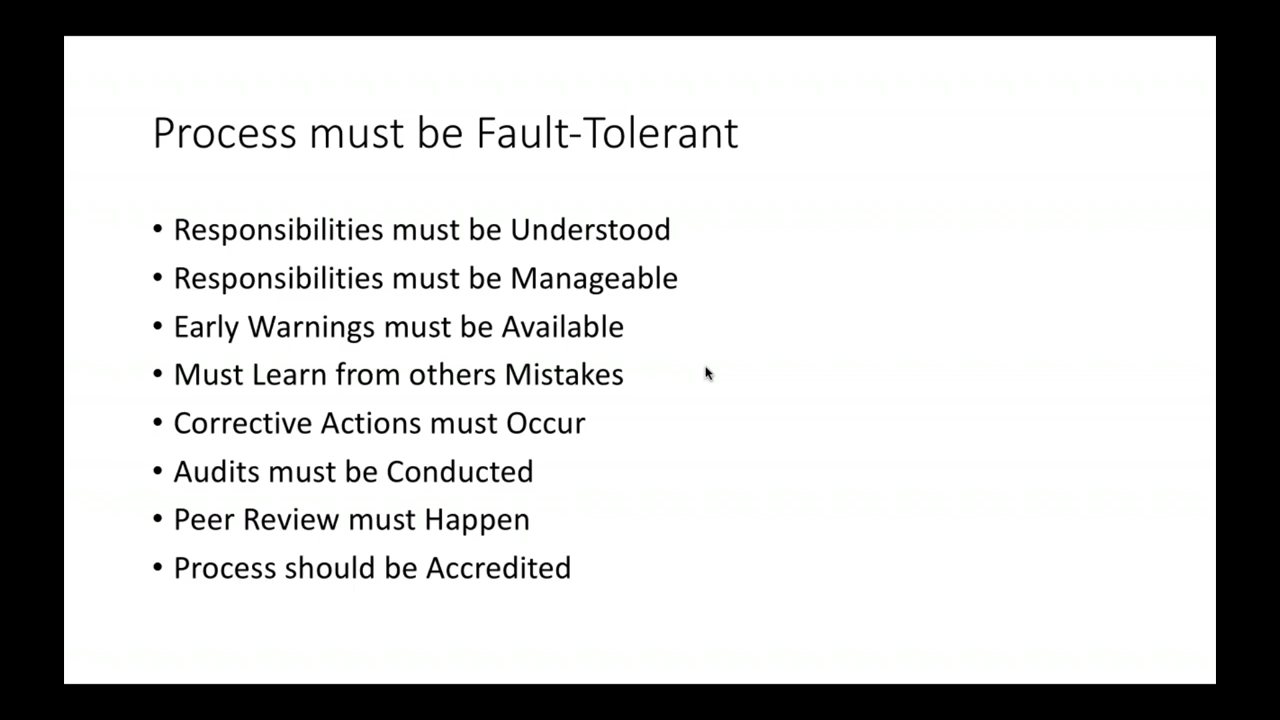 Process must be Fault-Tolerant
• Responsibilities must be Understood
• Responsibilities must be Manageable
• Early Warnings must be Available
• Must Learn from others Mistakes
• Corrective Actions must Occur
• Audits must be Conducted
• Peer Review must Happen
• Process should be Accredited